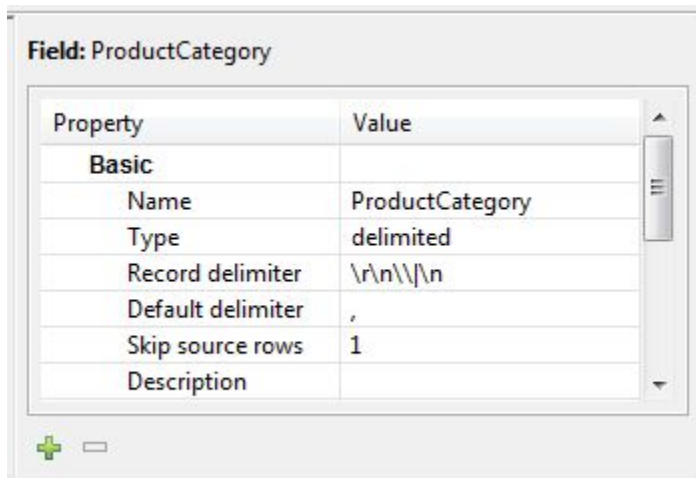 Field: ProductCategory
Property Value
Basic
Name ProductCategory
Type delimited
Record delimiter \r\n\\|\n
Default delimiter ,
Skip source rows 1
Description